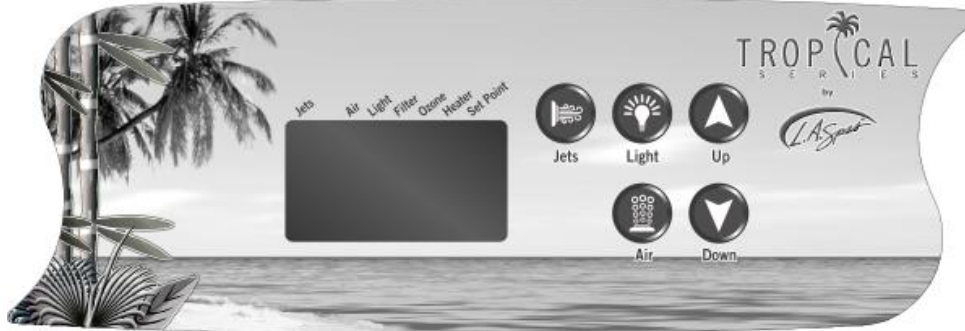 TROPICAL
SERIES
by
L.A. Spas
Jets Air Light Filter Ozone Heater Set Point
Jets Light Up
Air Down